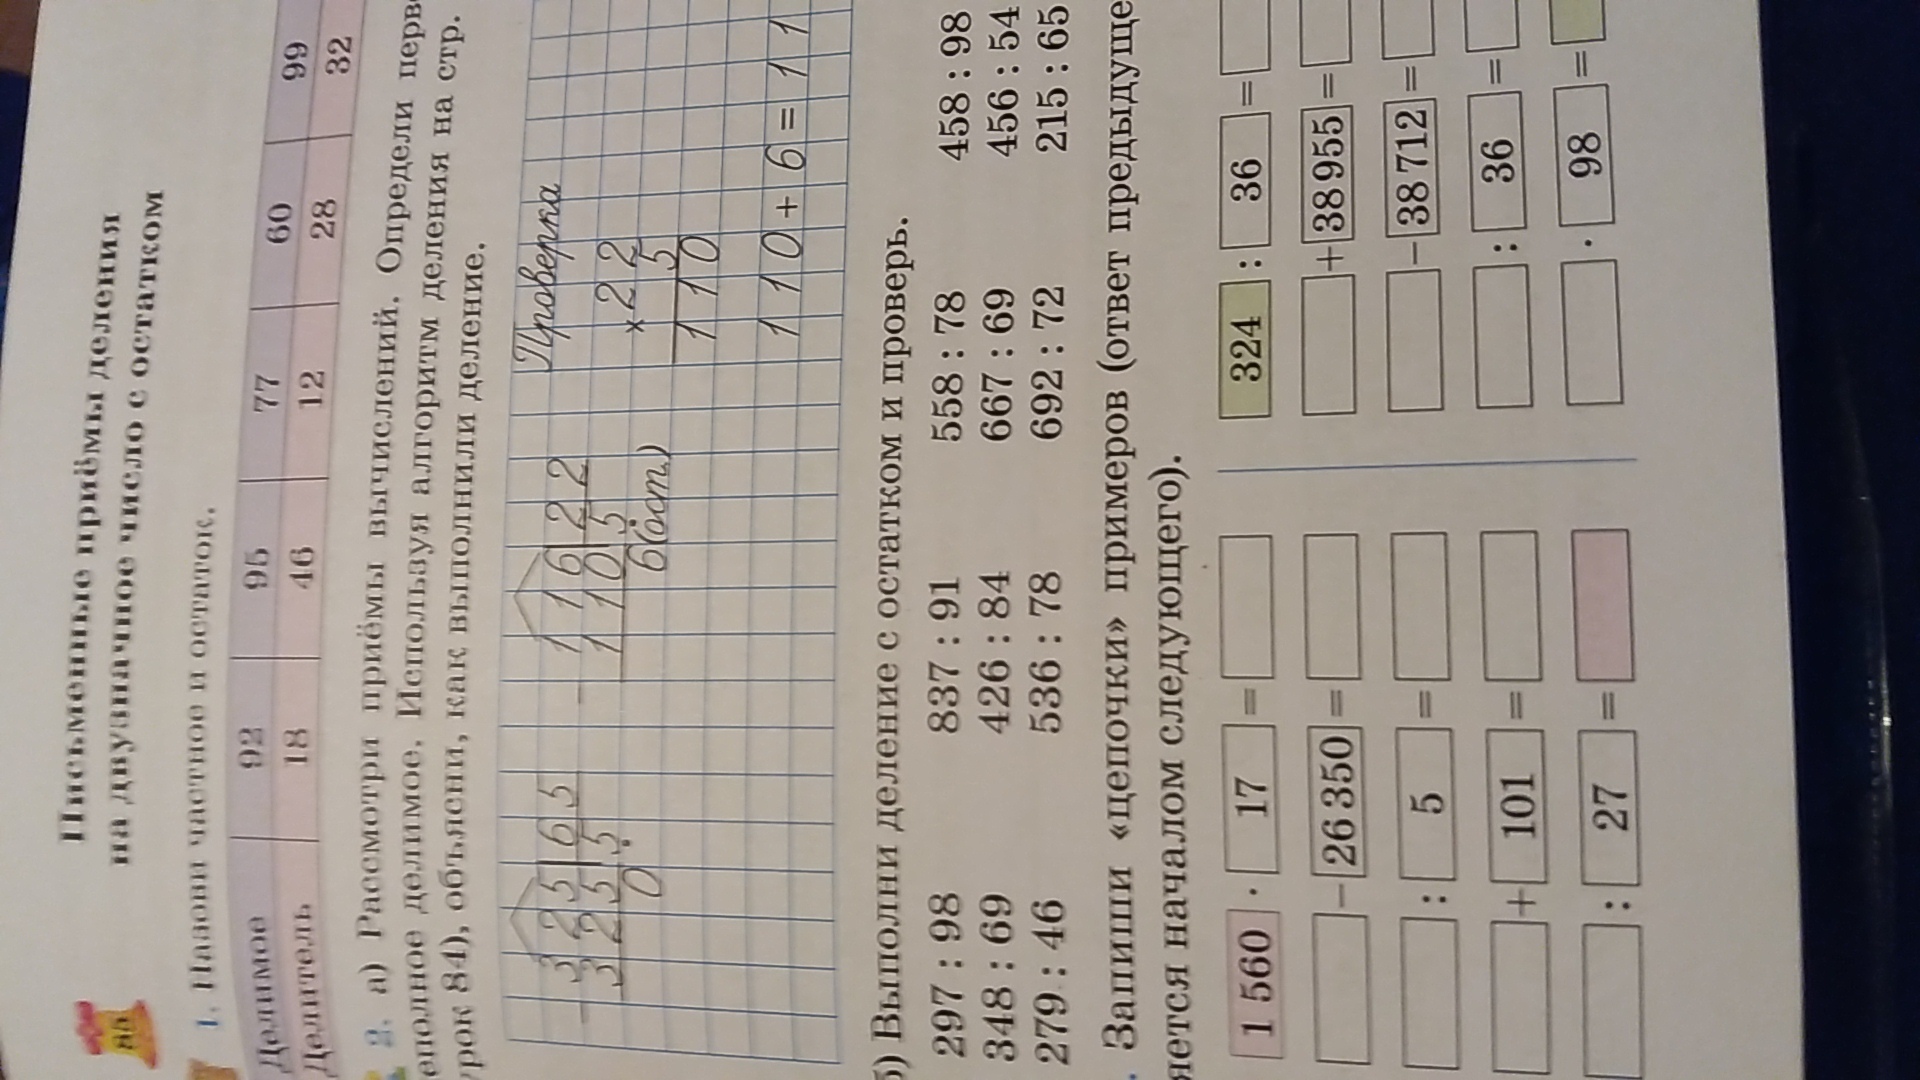 Письменные приёмы деления
на двузначное число с остатком
1. Назови частное и остаток.
Делимое 92 95 77 60 99
Делитель 18 46 12 28 32
2. а) Рассмотри приёмы вычислений. Определи перв
еполное делимое. Используя алгоритм деления на стр.
урок 84), объясни, как выполнили деление.
325 65 116 22 Проверка
325 5 110 5 × 22
0 6(ост.) 5
110
110+6=11
б) Выполни деление с остатком и проверь.
297 : 98 837 : 91 558 : 78 458 : 98
348 : 69 426 : 84 667 : 69 456 : 54
279 : 46 536 : 78 692 : 72 215 : 65
. Запиши «цепочки» примеров (ответ предыдуще
яется началом следующего).
1 560 · 17 = 324 : 36 =
− 26 350 = + 38 955 =
: 5 = − 38 712 =
+ 101 = : 36 =
: 27 = · 98 =